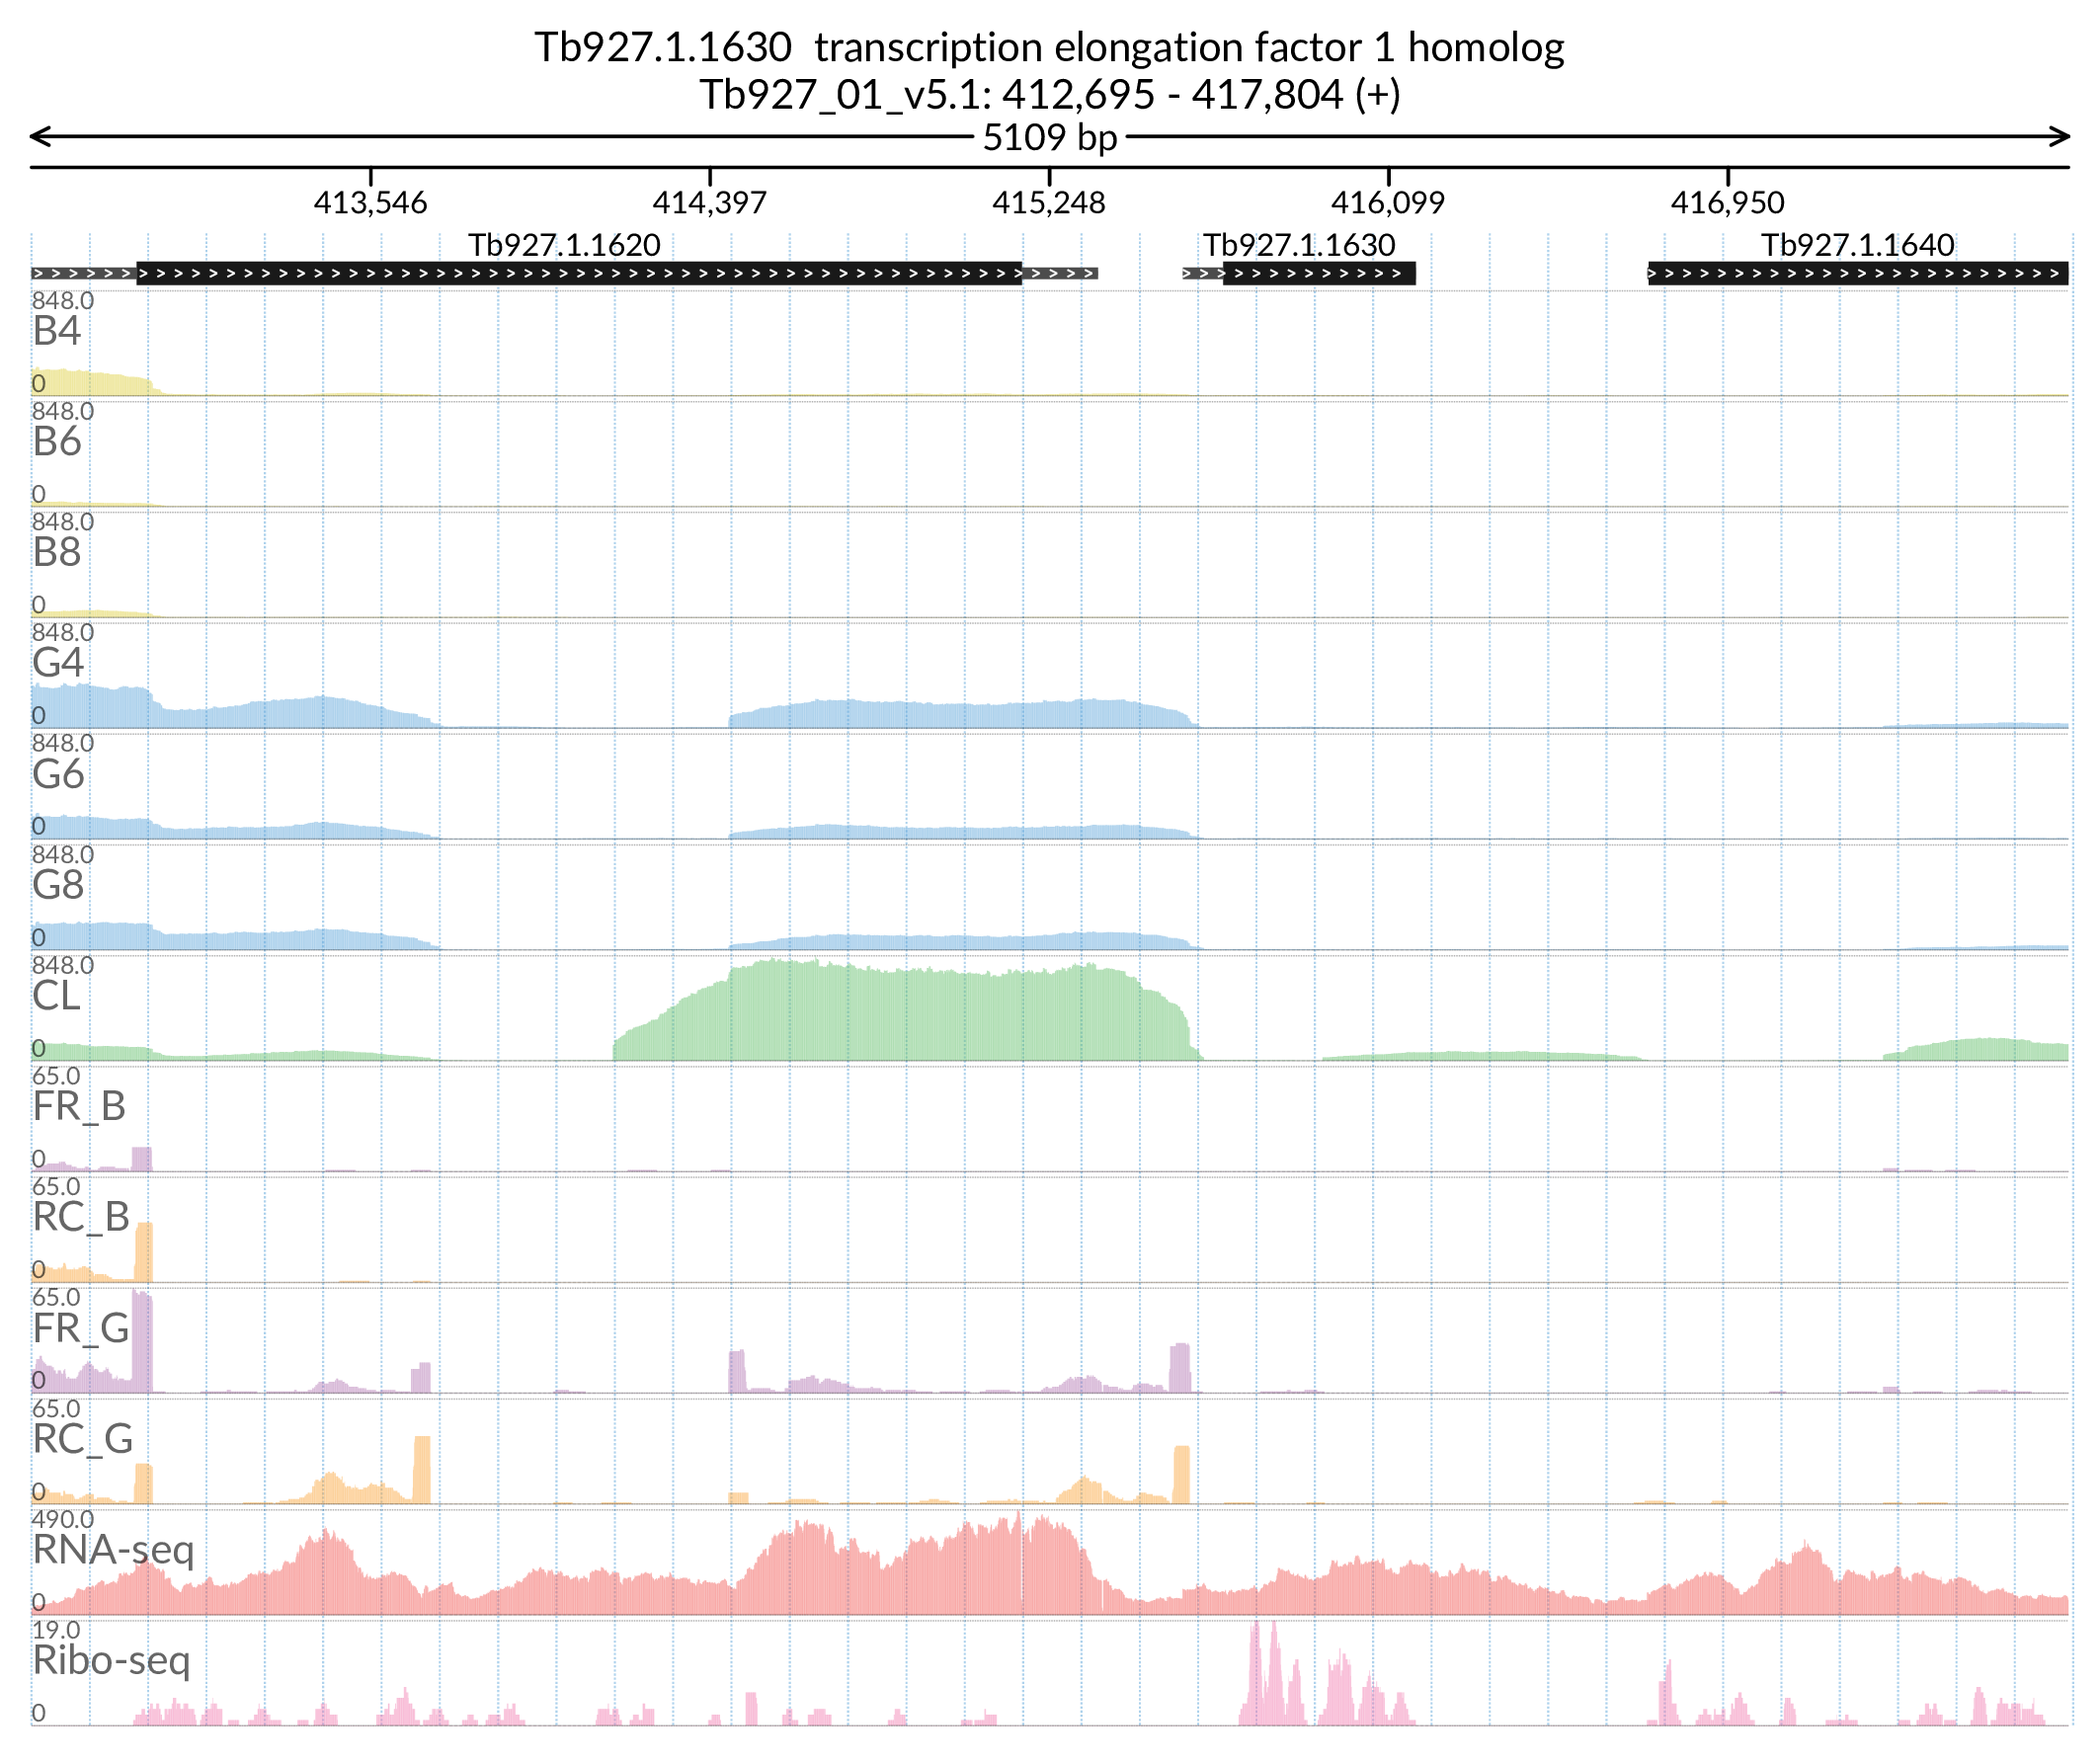 Tb927.1.1630 transcription elongation factor 1 homolog
Tb927_01_v5.1: 412,695 - 417,804 (+)
5109 bp
413,546 414,397 415,248 416,099 416,950
Tb927.1.1620 Tb927.1.1630 Tb927.1.1640
848.0
B4
0
848.0
B6
0
848.0
B8
0
848.0
G4
0
848.0
G6
0
848.0
G8
0
848.0
CL
0
65.0
FR_B
0
65.0
RC_B
0
65.0
FR_G
0
65.0
RC_G
0
490.0
RNA-seq
0
19.0
Ribo-seq
0